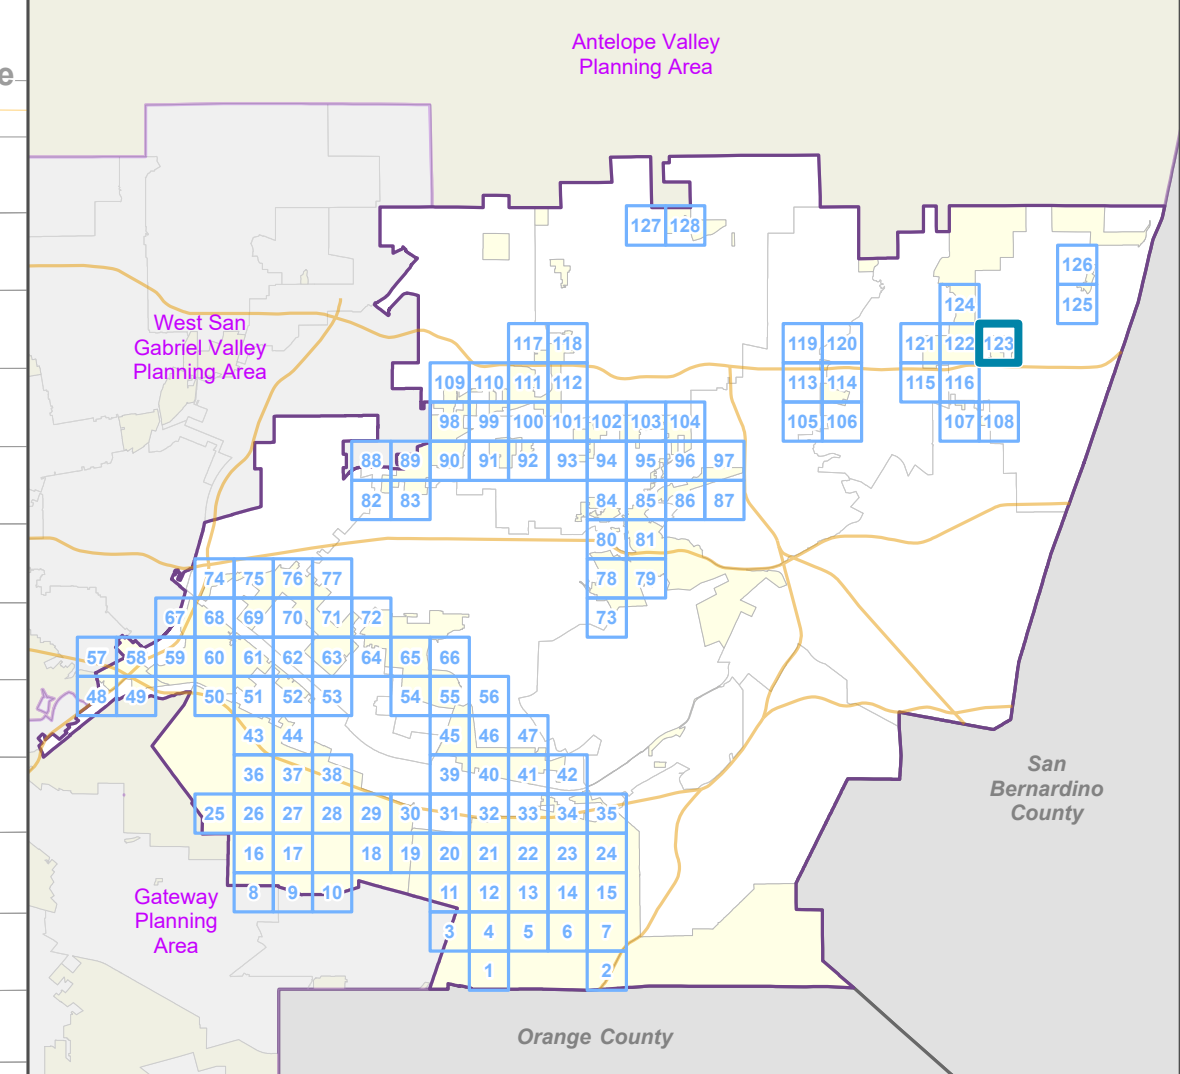 Antelope Valley
Planning Area
e
127 128
126
124 125
West San
Gabriel Valley
Planning Area
117 118 119 120 121 122 123
109 110 111 112 113 114 115 116
98 99 100 101 102 103 104 105 106 107 108
88 89 90 91 92 93 94 95 96 97
82 83 84 85 86 87
80 81
74 75 76 77 78 79
67 68 69 70 71 72 73
57 58 59 60 61 62 63 64 65 66
48 49 50 51 52 53 54 55 56
43 44 45 46 47
36 37 38 39 40 41 42
San
Bernardino
County
25 26 27 28 29 30 31 32 33 34 35
16 17 18 19 20 21 22 23 24
8 9 10 11 12 13 14 15
Gateway
Planning
Area
3 4 5 6 7
1 2
Orange County